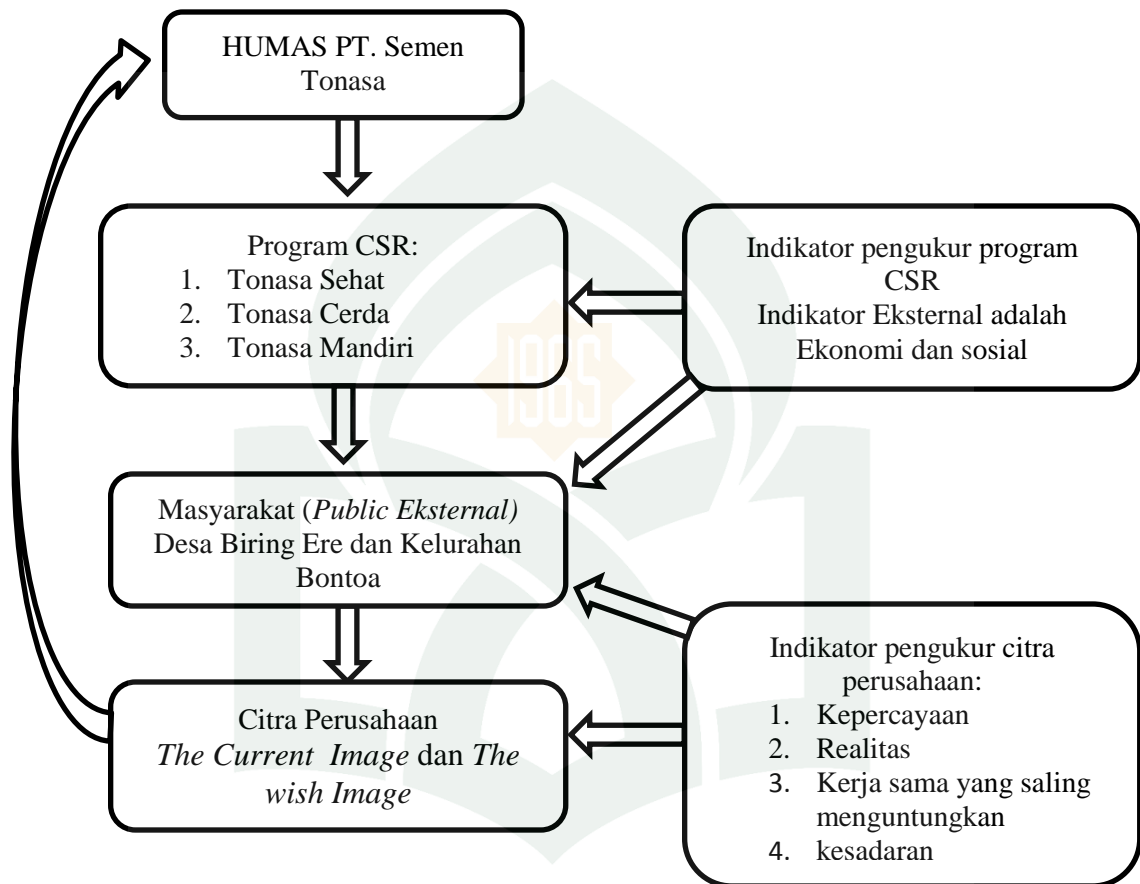 HUMAS PT. Semen
Tonasa
Program CSR:
1. Tonasa Sehat
2. Tonasa Cerda
3. Tonasa Mandiri
Indikator pengukur program
CSR
Indikator Eksternal adalah
Ekonomi dan sosial
1965
Masyarakat (Public Eksternal)
Desa Biring Ere dan Kelurahan
Bontoa
Citra Perusahaan
The Current Image dan The
wish Image
Indikator pengukur citra
perusahaan:
1. Kepercayaan
2. Realitas
3. Kerja sama yang saling
menguntungkan
4. kesadaran